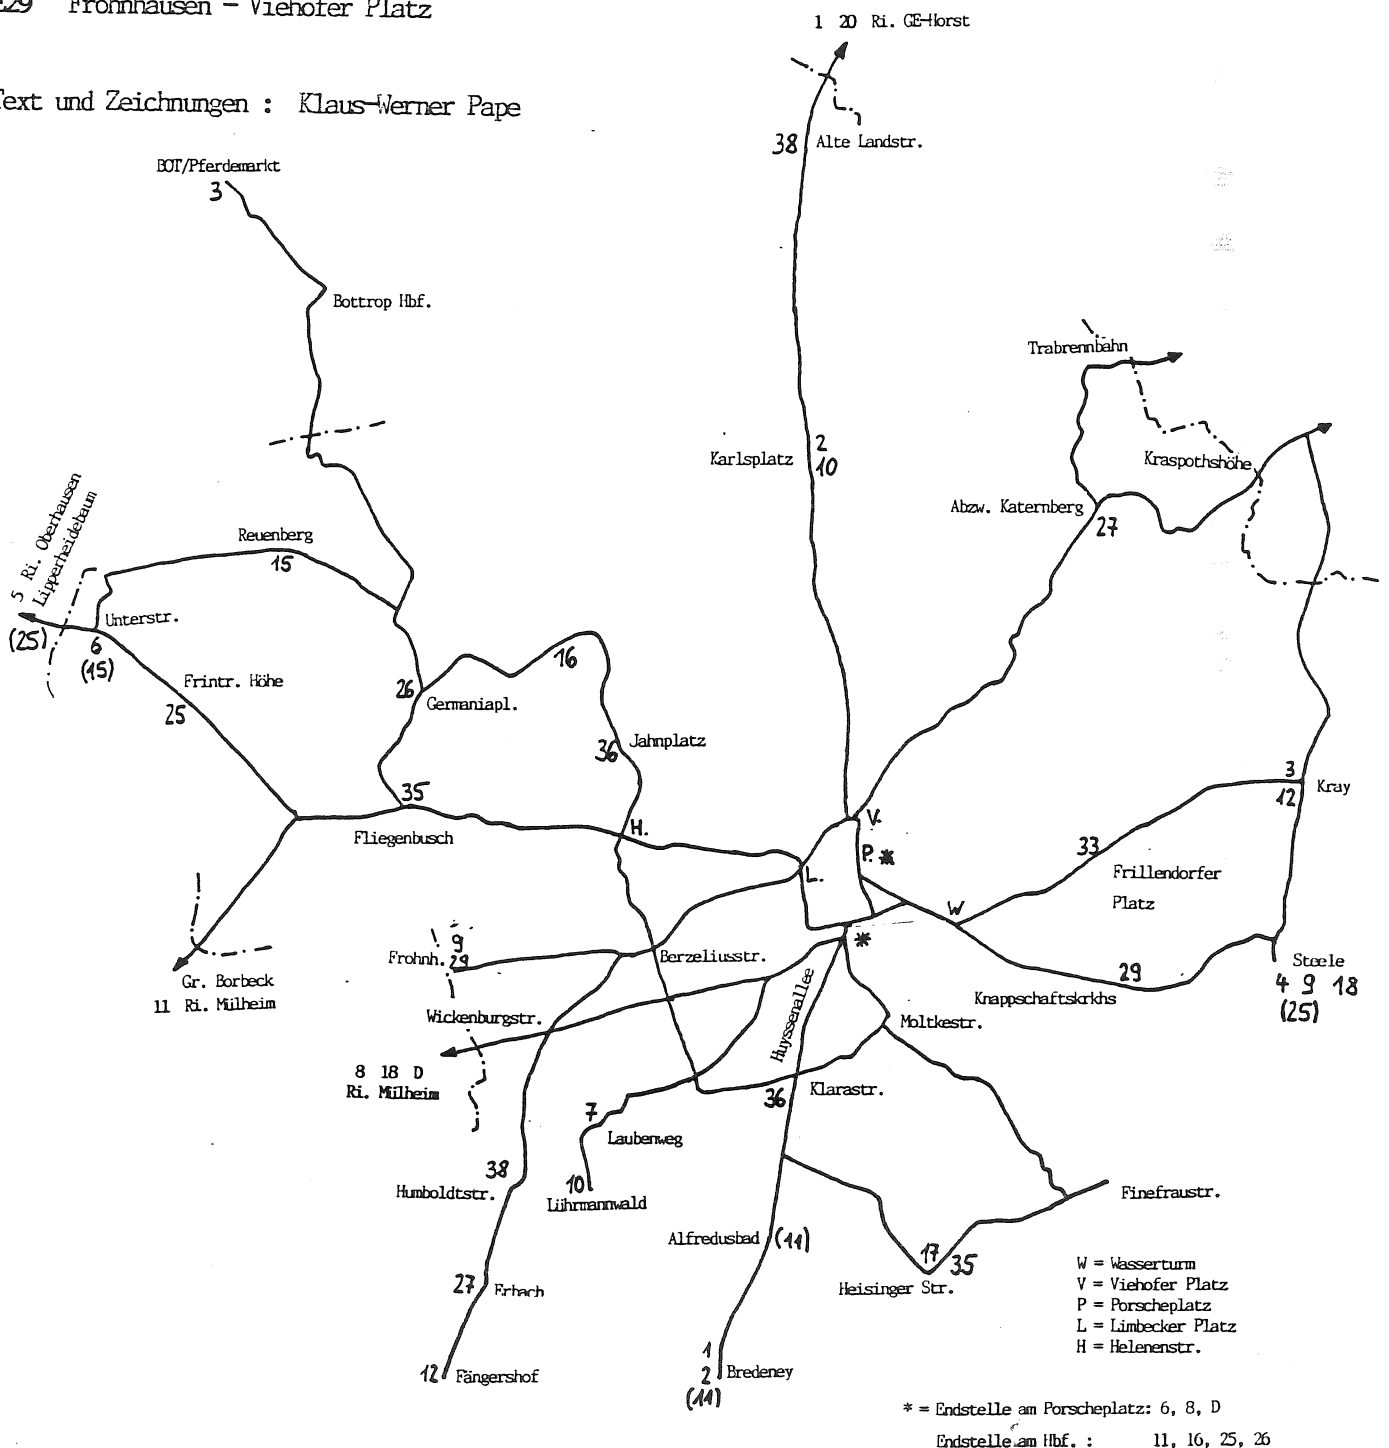 E29 Frohnhausen - Viehofer Platz
Text und Zeichnungen : Klaus-Werner Pape
1 20 Ri. GE-Horst
38 Alte Landstr.
BOT/Pferdemarkt
3
Bottrop Hbf.
Trabrennbahn
Karlsplatz 2
10
Kraspothshöhe
Abzw. Katernberg
27
5 Ri. Oberhausen
Lipperheidebaum
(25)
Reuenberg
15
Unterstr.
6
(15)
Frintr. Höhe
25
16
26
Germaniapl.
36 Jahnplatz
35
Fliegenbusch
H.
V.
P. *
L.
W
3
12
Kray
33
Frillendorfer
Platz
Gr. Borbeck
11 Ri. Mülheim
Frohnh. 9
29
Berzeliusstr.
*
Wickenburgstr.
Huyssenallee
Moltkestr.
29
Knappschaftskrkhs
Steele
4 9 18
(25)
8 18 D
Ri. Mülheim
36 Klarastr.
7
Laubenweg
10
Lührmannwald
38
Humboldtstr.
Finefraustr.
Alfredusbad (11)
17
35
Heisinger Str.
27 Erbach
12 Fängershof
1
2 Bredeney
(11)
W = Wasserturm
V = Viehofer Platz
P = Porscheplatz
L = Limbecker Platz
H = Helenenstr.
* = Endstelle am Porscheplatz: 6, 8, D
Endstelle am Hbf. : 11, 16, 25, 26